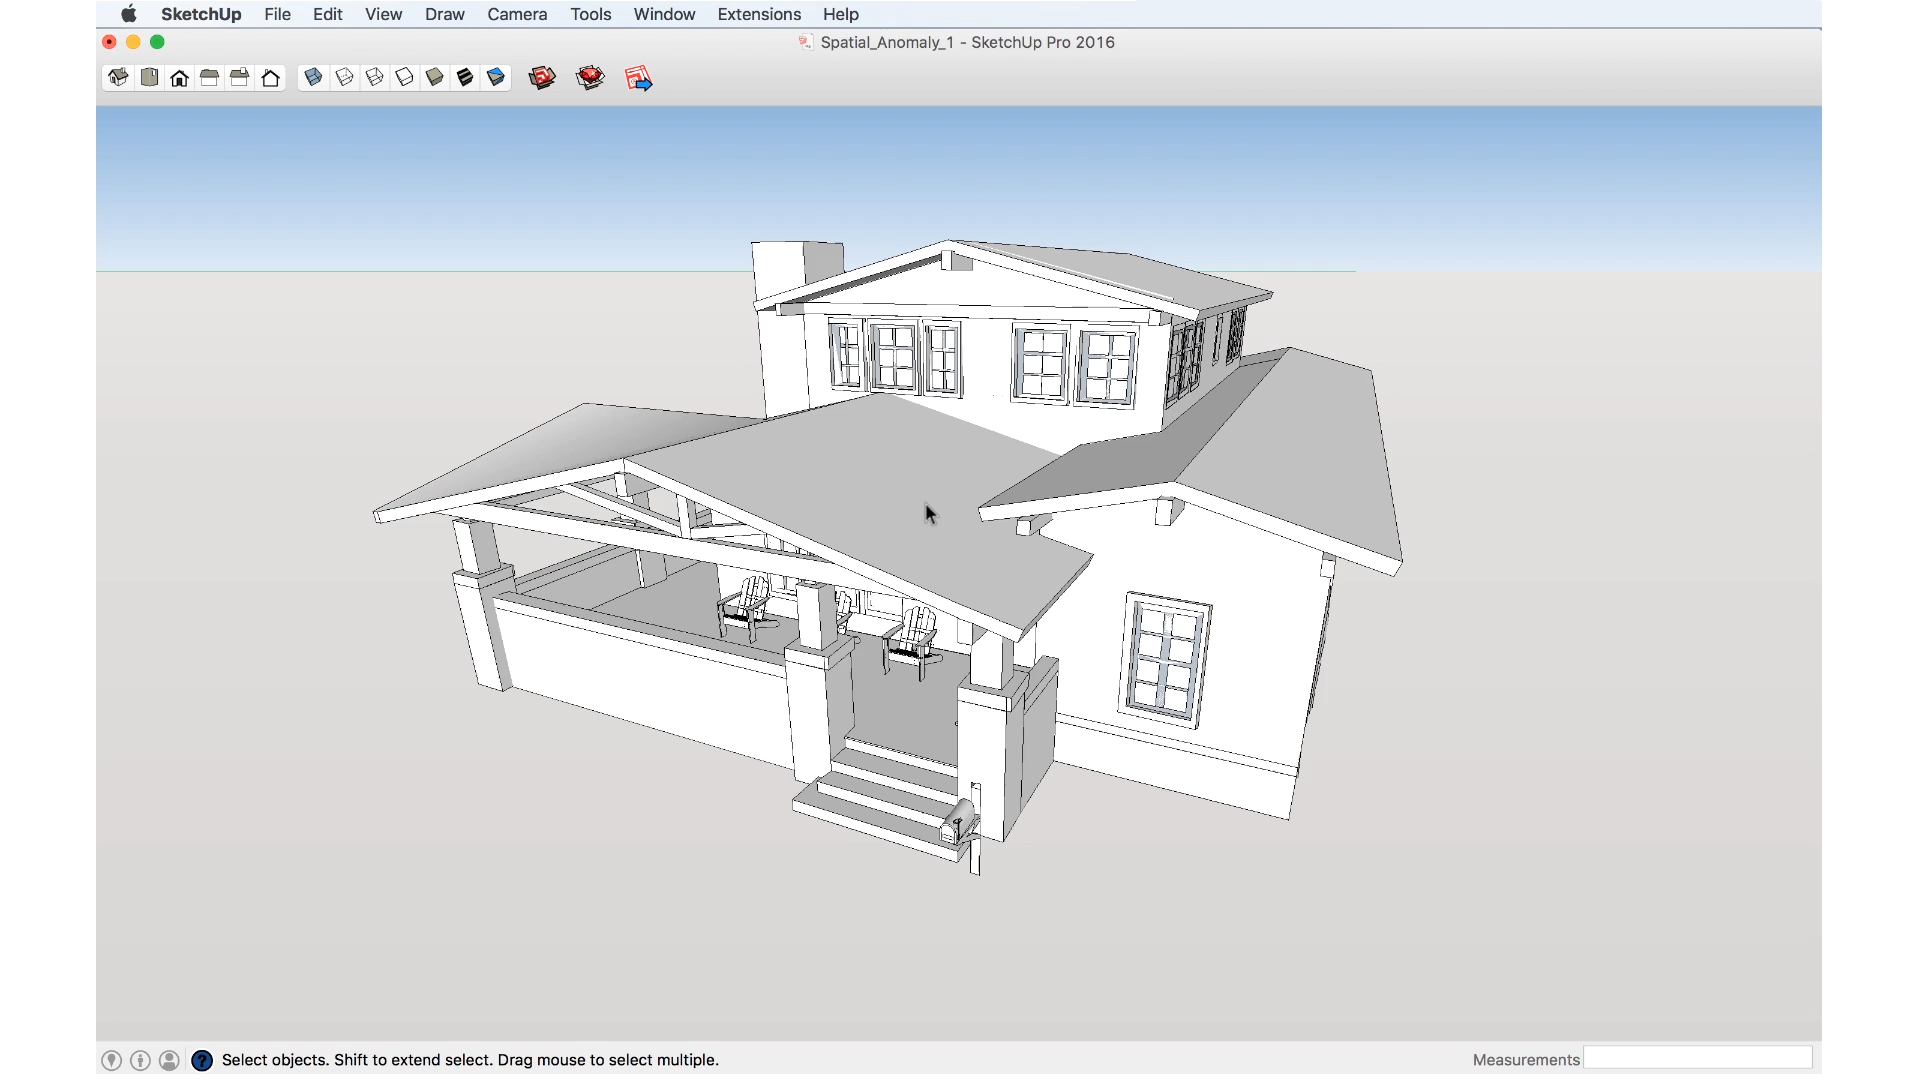 SketchUp File Edit View Draw Camera Tools Window Extensions Help
Spatial_Anomaly_1 - SketchUp Pro 2016
? Select objects. Shift to extend select. Drag mouse to select multiple. Measurements